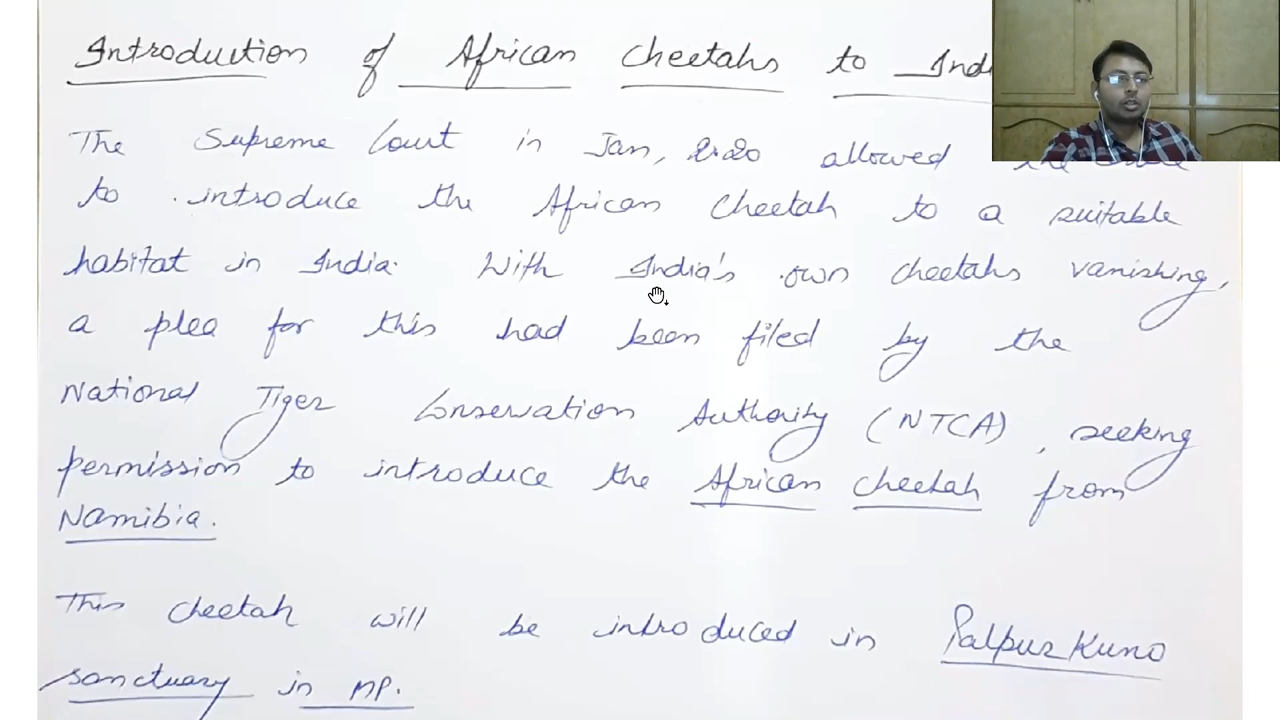 Introduction of African Cheetahs to Indi
The Supreme Court in Jan, 2020 allowed the
to introduce the African Cheetah to a suitable
habitat in India. With India's own cheetahs vanishing,
a plea for this had been filed by the
National Tiger Conservation Authority (NTCA), seeking
permission to introduce the African cheetah from
Namibia.
This cheetah will be introduced in Palpur Kuno
sanctuary in MP.